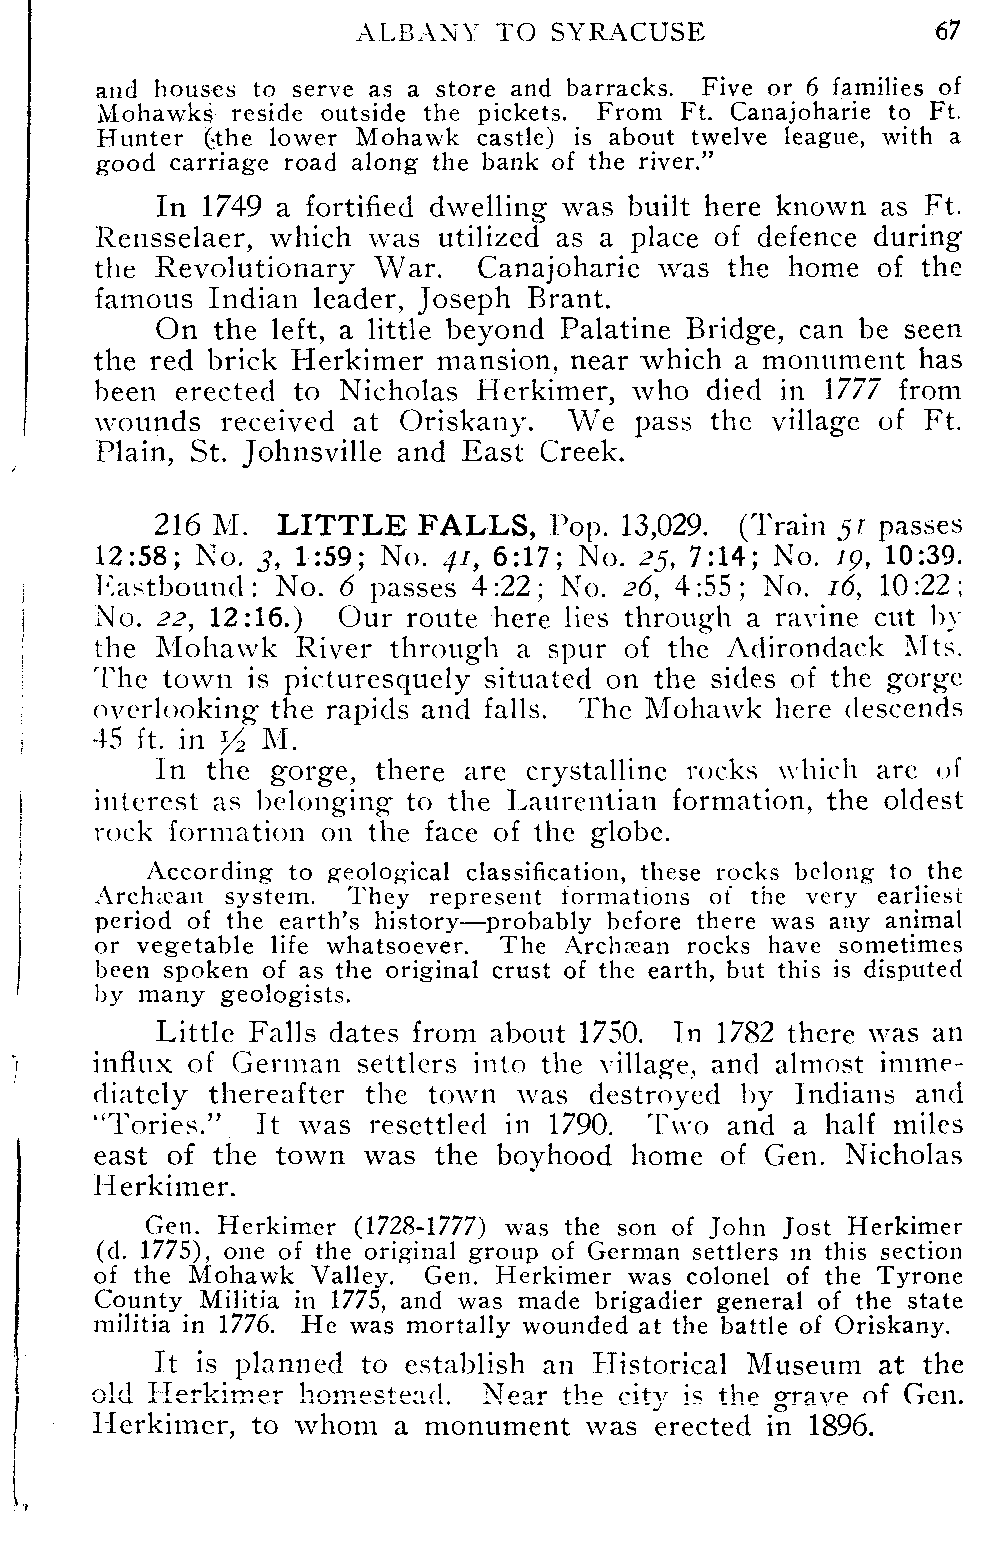 ALBANY TO SYRACUSE 67
and houses to serve as a store and barracks. Five or 6 families of
Mohawks reside outside the pickets. From Ft. Canajoharie to Ft.
Hunter (the lower Mohawk castle) is about twelve league, with a
good carriage road along the bank of the river.”
In 1749 a fortified dwelling was built here known as Ft.
Rensselaer, which was utilized as a place of defence during
the Revolutionary War. Canajoharie was the home of the
famous Indian leader, Joseph Brant.
On the left, a little beyond Palatine Bridge, can be seen
the red brick Herkimer mansion, near which a monument has
been erected to Nicholas Herkimer, who died in 1777 from
wounds received at Oriskany. We pass the village of Ft.
Plain, St. Johnsville and East Creek.
216 M. LITTLE FALLS, Pop. 13,029. (Train 51 passes
12:58; No. 3, 1:59; No. 41, 6:17; No. 25, 7:14; No. 19, 10:39.
Eastbound: No. 6 passes 4:22; No. 26, 4:55; No. 16, 10:22;
No. 22, 12:16.) Our route here lies through a ravine cut by
the Mohawk River through a spur of the Adirondack Mts.
The town is picturesquely situated on the sides of the gorge
overlooking the rapids and falls. The Mohawk here descends
45 ft. in ½ M.
In the gorge, there are crystalline rocks which are of
interest as belonging to the Laurentian formation, the oldest
rock formation on the face of the globe.
According to geological classification, these rocks belong to the
Archæan system. They represent formations of the very earliest
period of the earth's history—probably before there was any animal
or vegetable life whatsoever. The Archæan rocks have sometimes
been spoken of as the original crust of the earth, but this is disputed
by many geologists.
Little Falls dates from about 1750. In 1782 there was an
influx of German settlers into the village, and almost imme-
diately thereafter the town was destroyed by Indians and
“Tories.” It was resettled in 1790. Two and a half miles
east of the town was the boyhood home of Gen. Nicholas
Herkimer.
Gen. Herkimer (1728-1777) was the son of John Jost Herkimer
(d. 1775), one of the original group of German settlers in this section
of the Mohawk Valley. Gen. Herkimer was colonel of the Tyrone
County Militia in 1775, and was made brigadier general of the state
militia in 1776. He was mortally wounded at the battle of Oriskany.
It is planned to establish an Historical Museum at the
old Herkimer homestead. Near the city is the grave of Gen.
Herkimer, to whom a monument was erected in 1896.